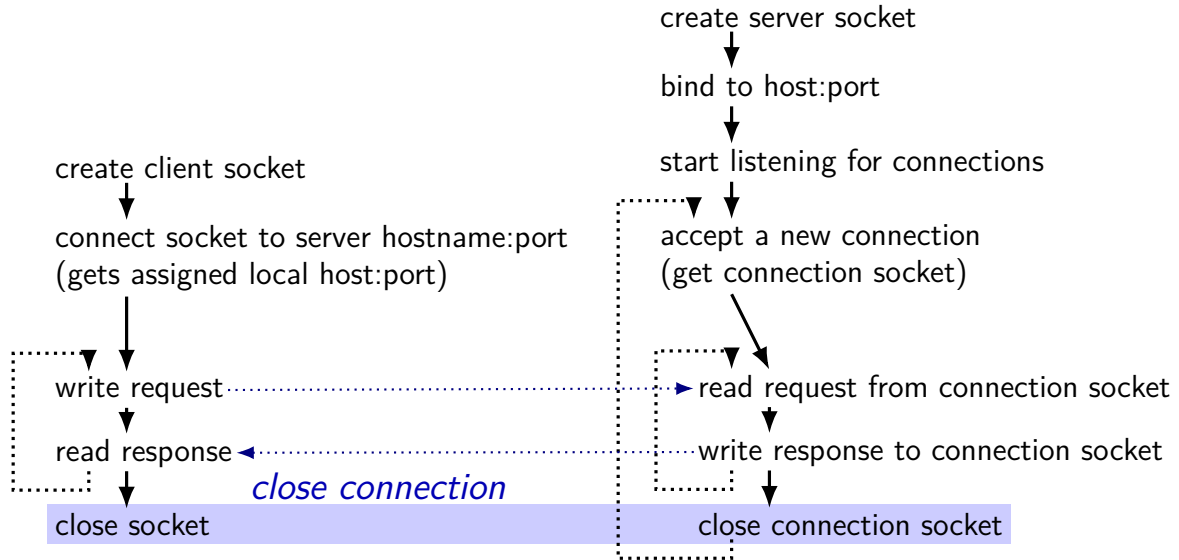 create server socket
bind to host:port
start listening for connections
accept a new connection
(get connection socket)
create client socket
connect socket to server hostname:port
(gets assigned local host:port)
write request
read request from connection socket
read response
write response to connection socket
close connection
close socket
close connection socket